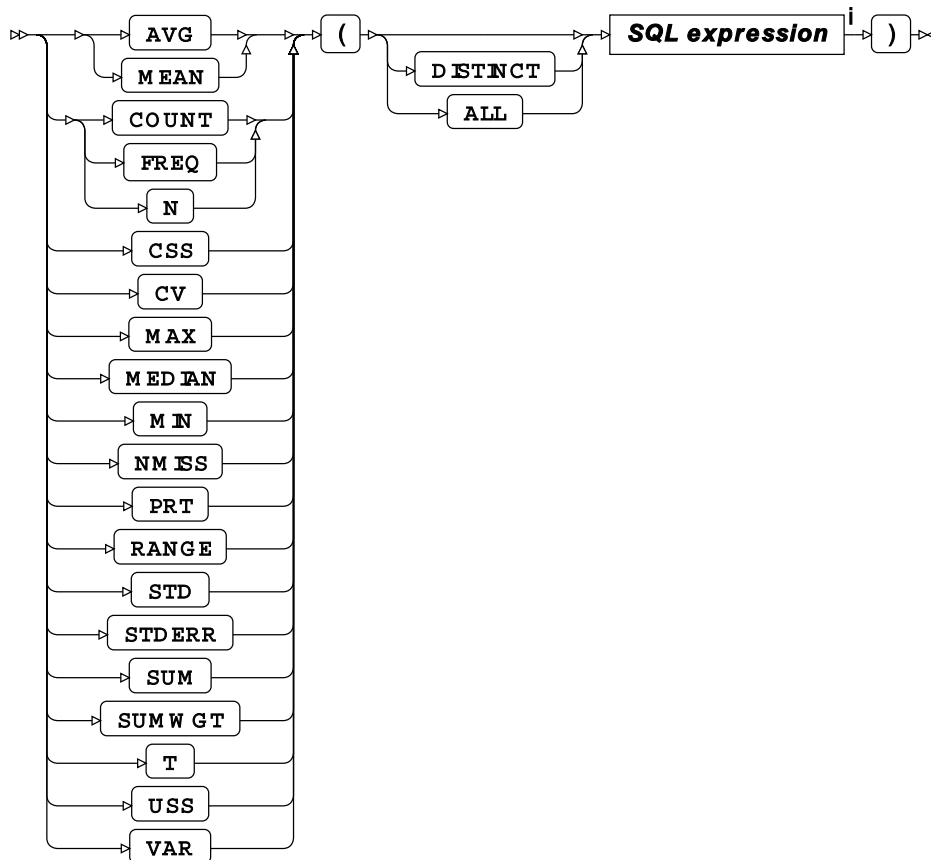 AVG ( SQL expression i )
MEAN DISTINCT
COUNT ALL
FREQ
N
CSS
CV
MAX
MEDIAN
MIN
NMISS
PRT
RANGE
STD
STDERR
SUM
SUMWGT
T
USS
VAR